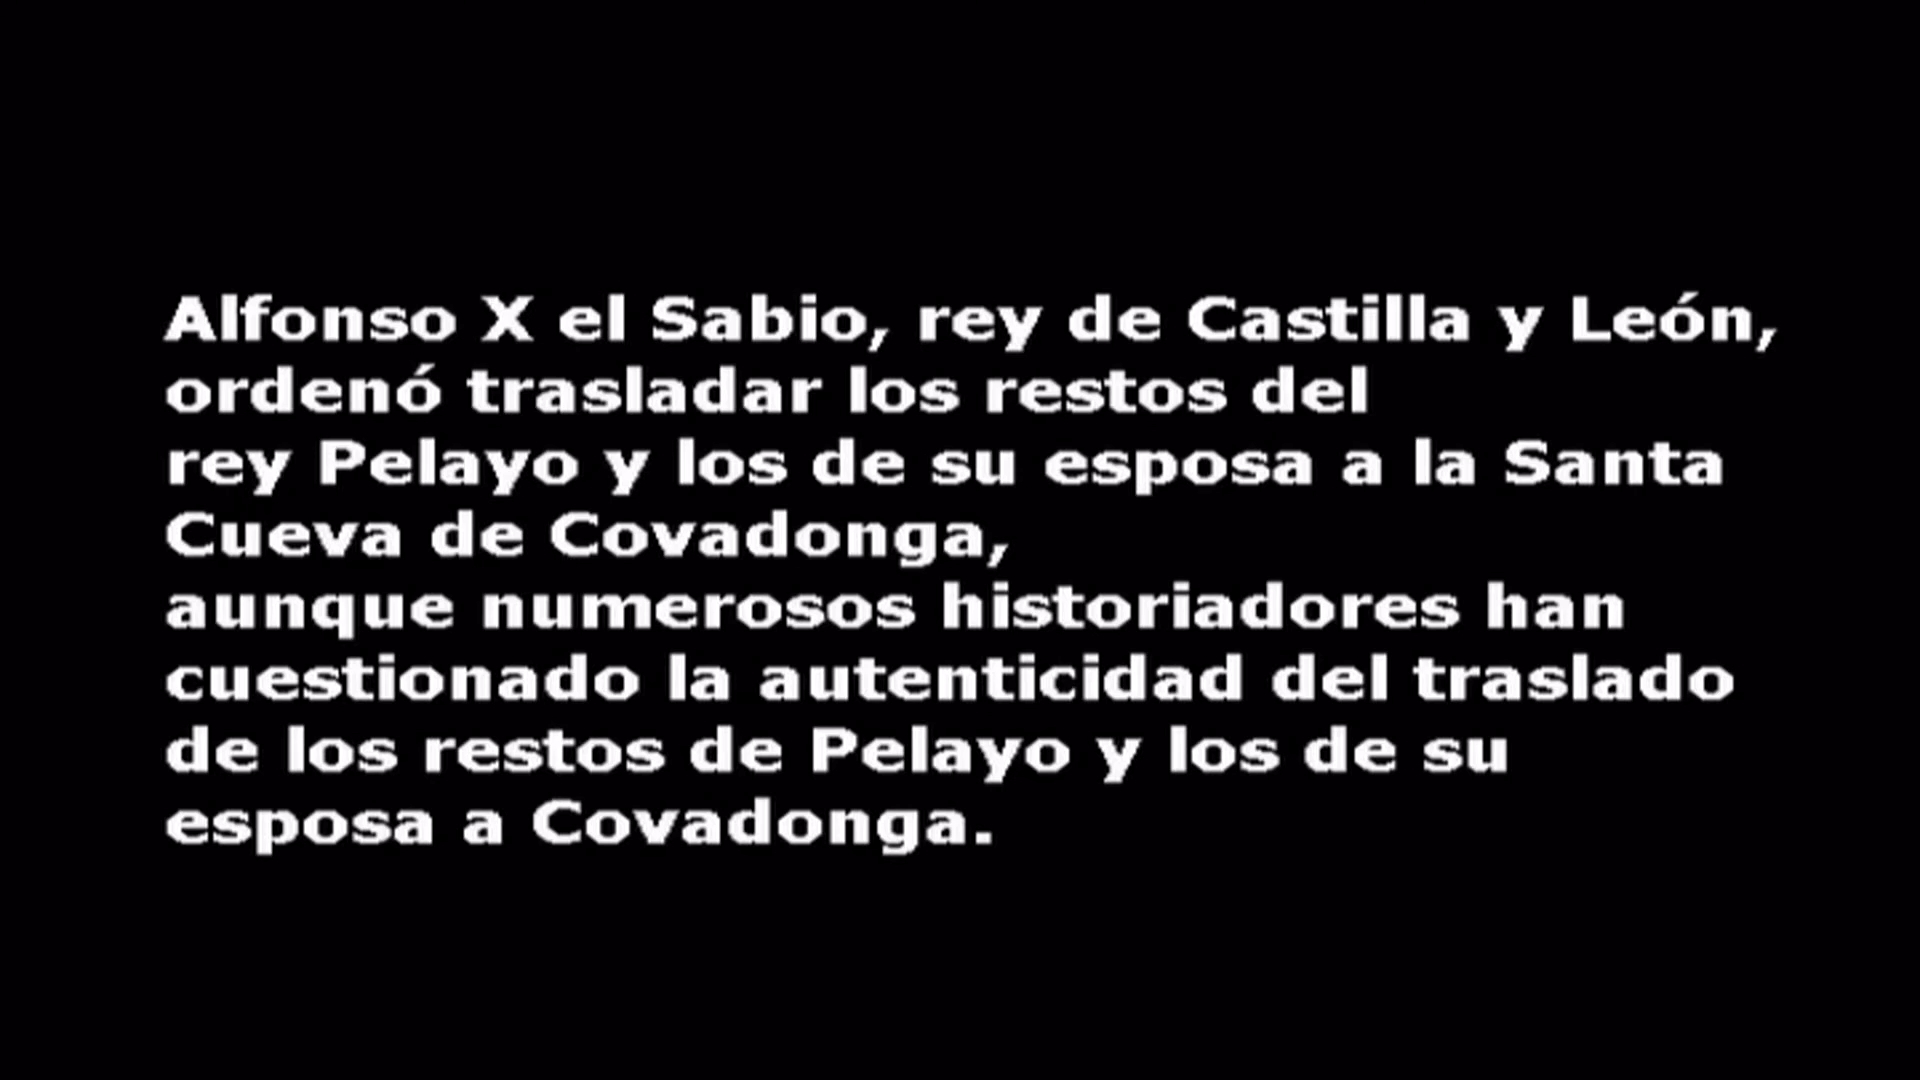 Alfonso X el Sabio, rey de Castilla y León,
ordenó trasladar los restos del
rey Pelayo y los de su esposa a la Santa
Cueva de Covadonga,
aunque numerosos historiadores han
cuestionado la autenticidad del traslado
de los restos de Pelayo y los de su
esposa a Covadonga.